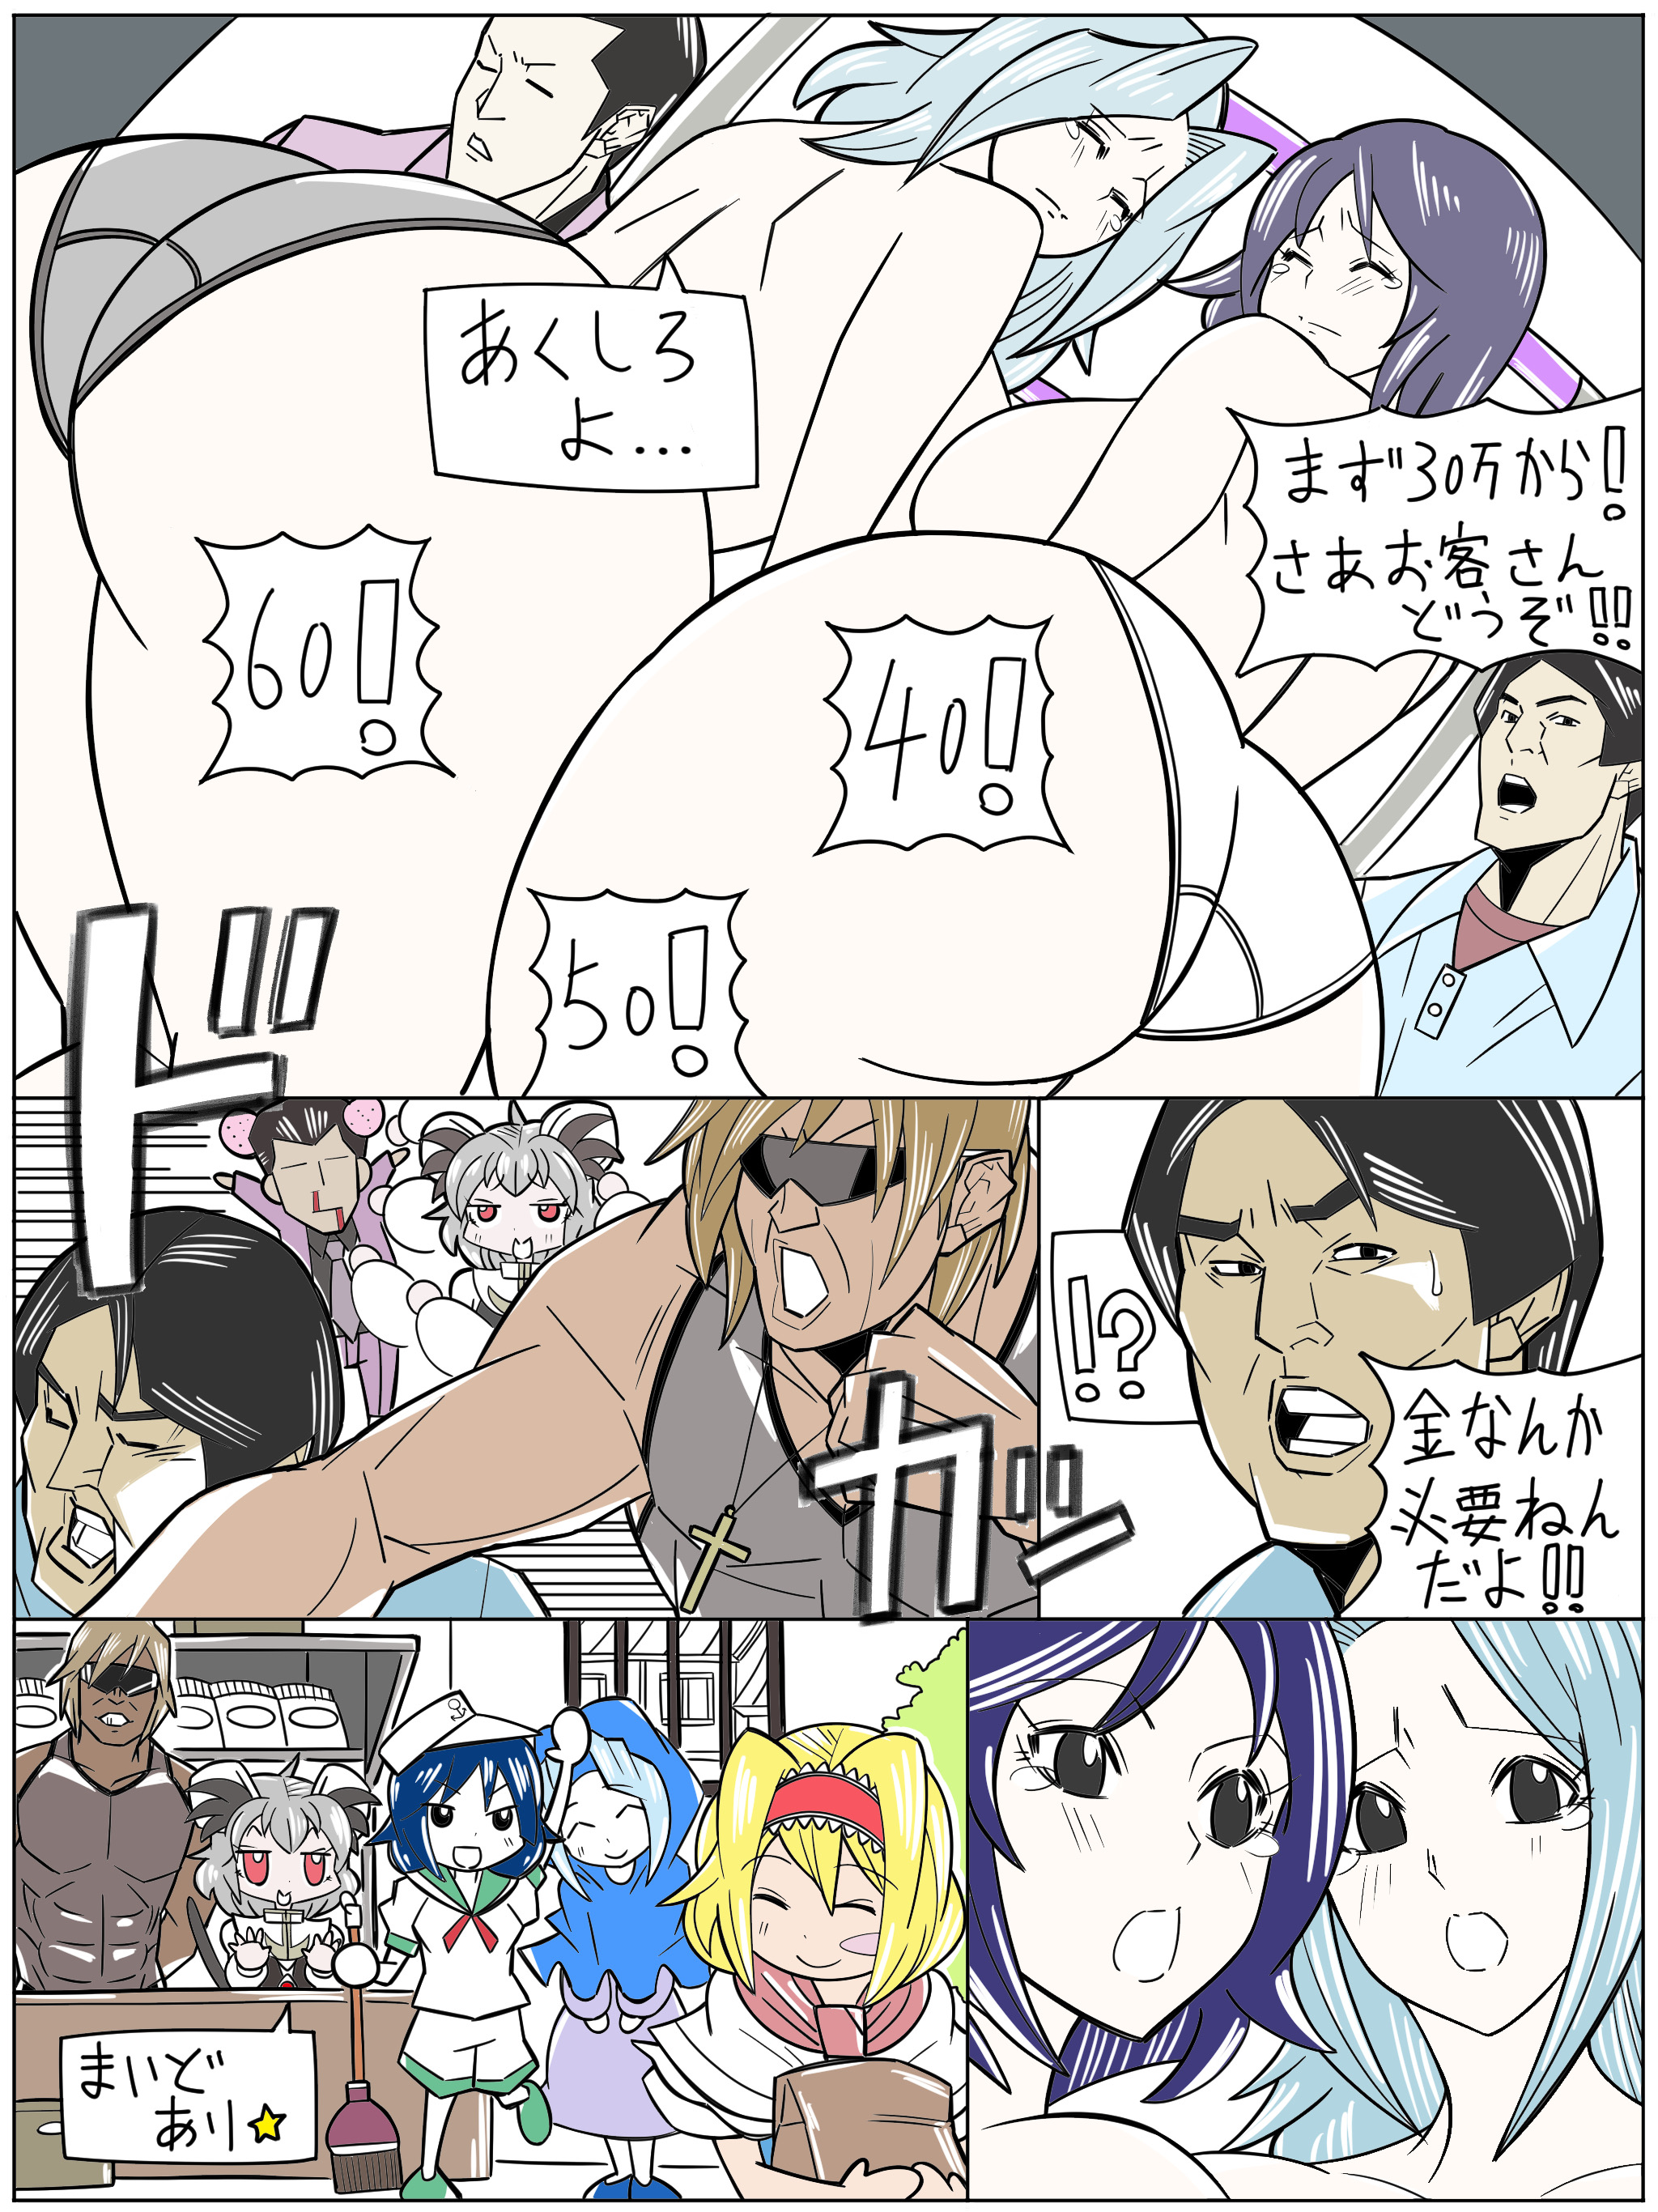 まず30万から!
さあお客さん
どうぞ!!
あくしろ
よ…
40!
50!
60!
ドガッ
!?
金なんか
必要ねん
だよ!!
まいど
あり☆